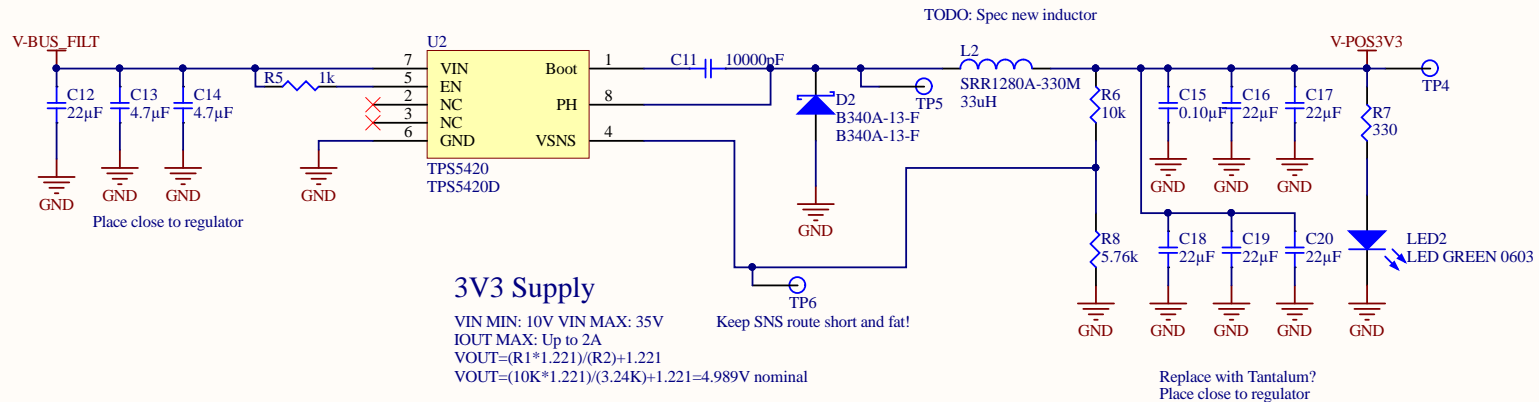 TODO: Spec new inductor
V-BUS_FILT
U2
C11
10000pF
L2
V-POS3V3
7
VIN
Boot
1
R5
1k
5
EN
SRR1280A-330M
33uH
TP4
C12
22µF
C13
4.7µF
C14
4.7µF
2
NC
PH
8
TP5
D2
B340A-13-F
B340A-13-F
R6
10k
C15
0.10µF
C16
22µF
C17
22µF
R7
330
3
NC
6
GND
VSNS
4
TPS5420
TPS5420D
GND
GND
GND
GND
GND
GND
GND
Place close to regulator
GND
R8
5.76k
C18
22µF
C19
22µF
C20
22µF
LED2
LED GREEN 0603
3V3 Supply
TP6
GND
GND
GND
GND
GND
VIN MIN: 10V VIN MAX: 35V
Keep SNS route short and fat!
IOUT MAX: Up to 2A
VOUT=(R1*1.221)/(R2)+1.221
VOUT=(10K*1.221)/(3.24K)+1.221=4.989V nominal
Replace with Tantalum?
Place close to regulator